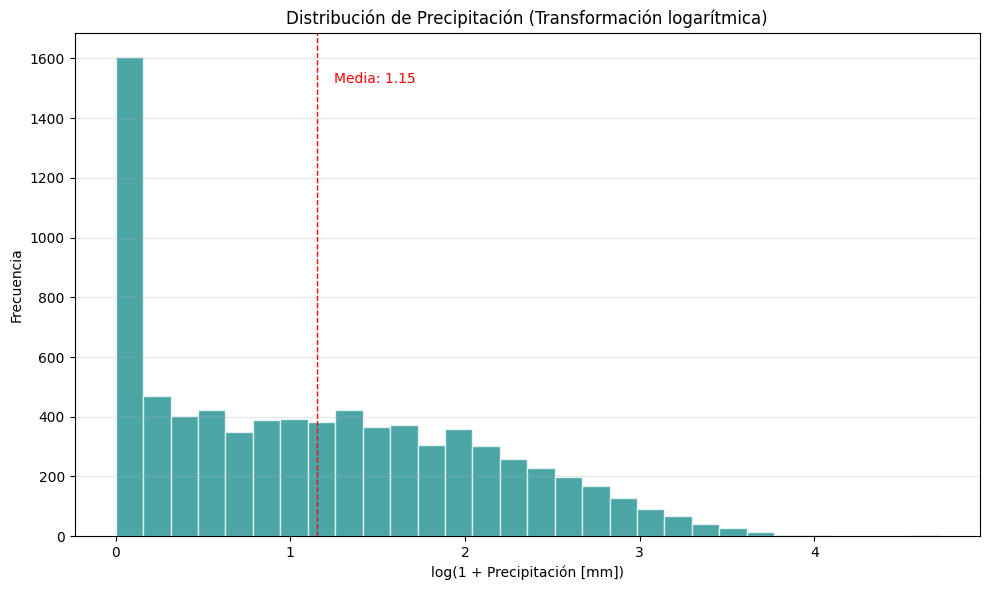 Distribución de Precipitación (Transformación logarítmica)
1600
1400
1200
1000
800
600
400
200
0
Frecuencia
Media: 1.15
0 1 2 3 4
log(1 + Precipitación [mm])